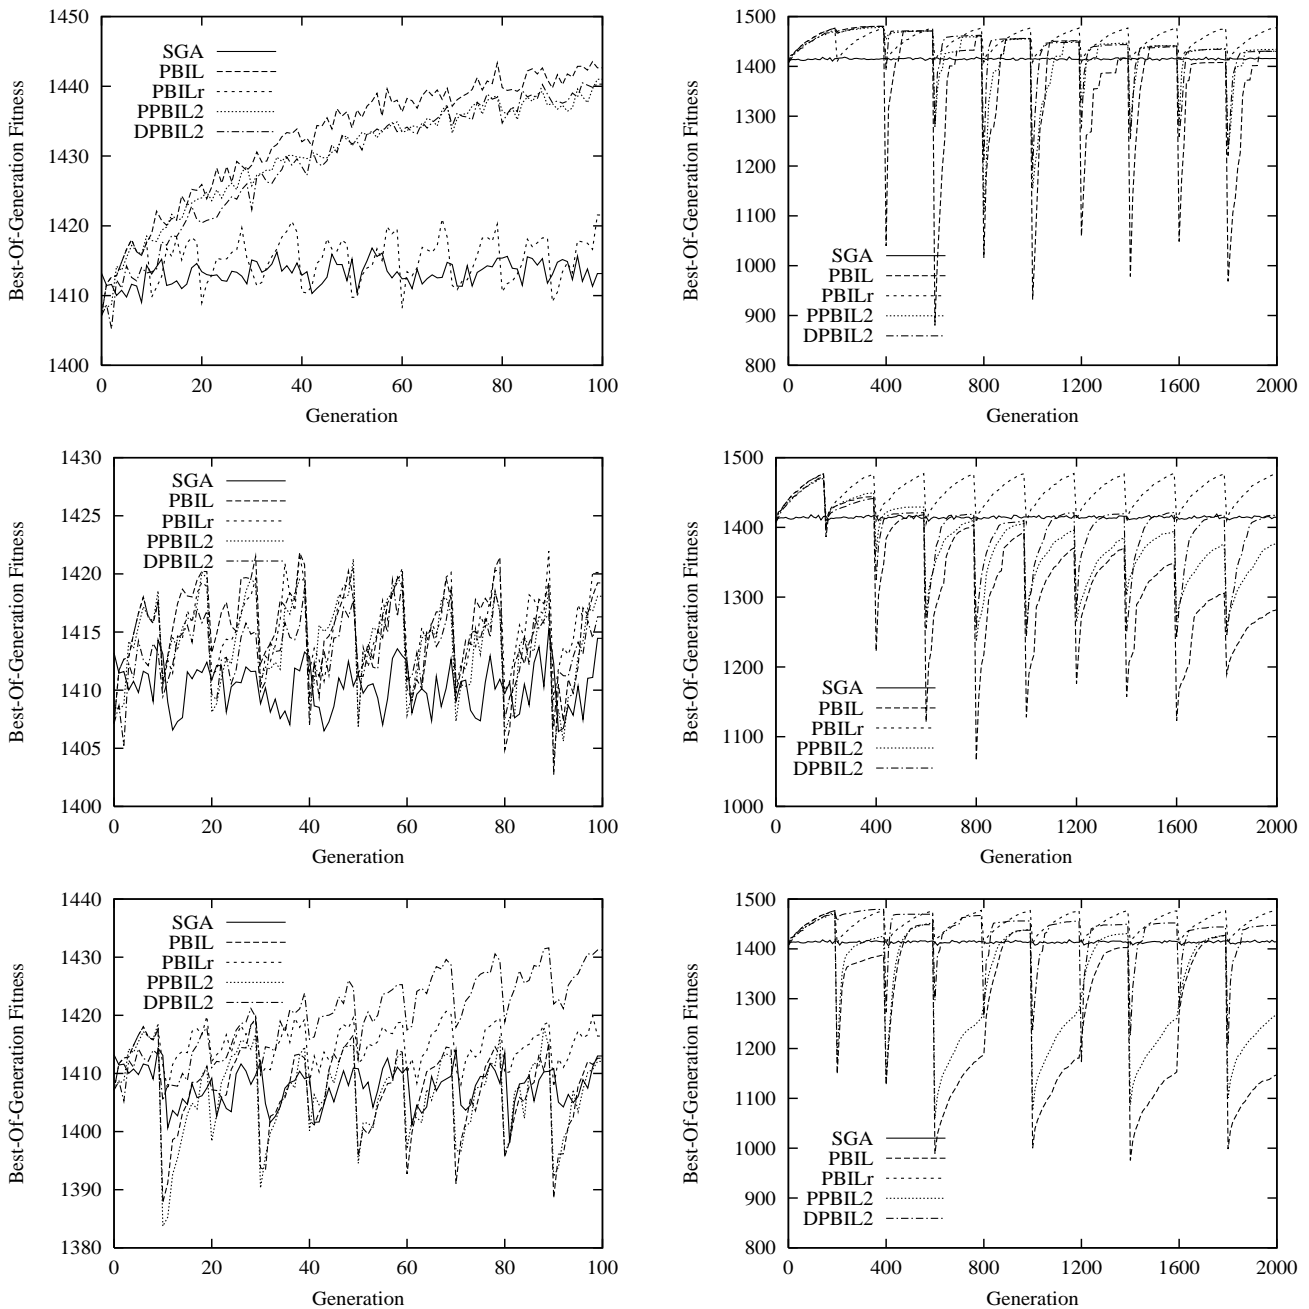 Best-Of-Generation Fitness
1450
1440
1430
1420
1410
1400
SGA
PBIL
PBILr
PPBIL2
DPBIL2
0 20 40 60 80 100
Generation
Best-Of-Generation Fitness
1500
1400
1300
1200
1100
1000
900
800
SGA
PBIL
PBILr
PPBIL2
DPBIL2
0 400 800 1200 1600 2000
Generation
Best-Of-Generation Fitness
1430
1425
1420
1415
1410
1405
1400
SGA
PBIL
PBILr
PPBIL2
DPBIL2
0 20 40 60 80 100
Generation
Best-Of-Generation Fitness
1500
1400
1300
1200
1100
1000
SGA
PBIL
PBILr
PPBIL2
DPBIL2
0 400 800 1200 1600 2000
Generation
Best-Of-Generation Fitness
1440
1430
1420
1410
1400
1390
1380
SGA
PBIL
PBILr
PPBIL2
DPBIL2
0 20 40 60 80 100
Generation
Best-Of-Generation Fitness
1500
1400
1300
1200
1100
1000
900
800
SGA
PBIL
PBILr
PPBIL2
DPBIL2
0 400 800 1200 1600 2000
Generation